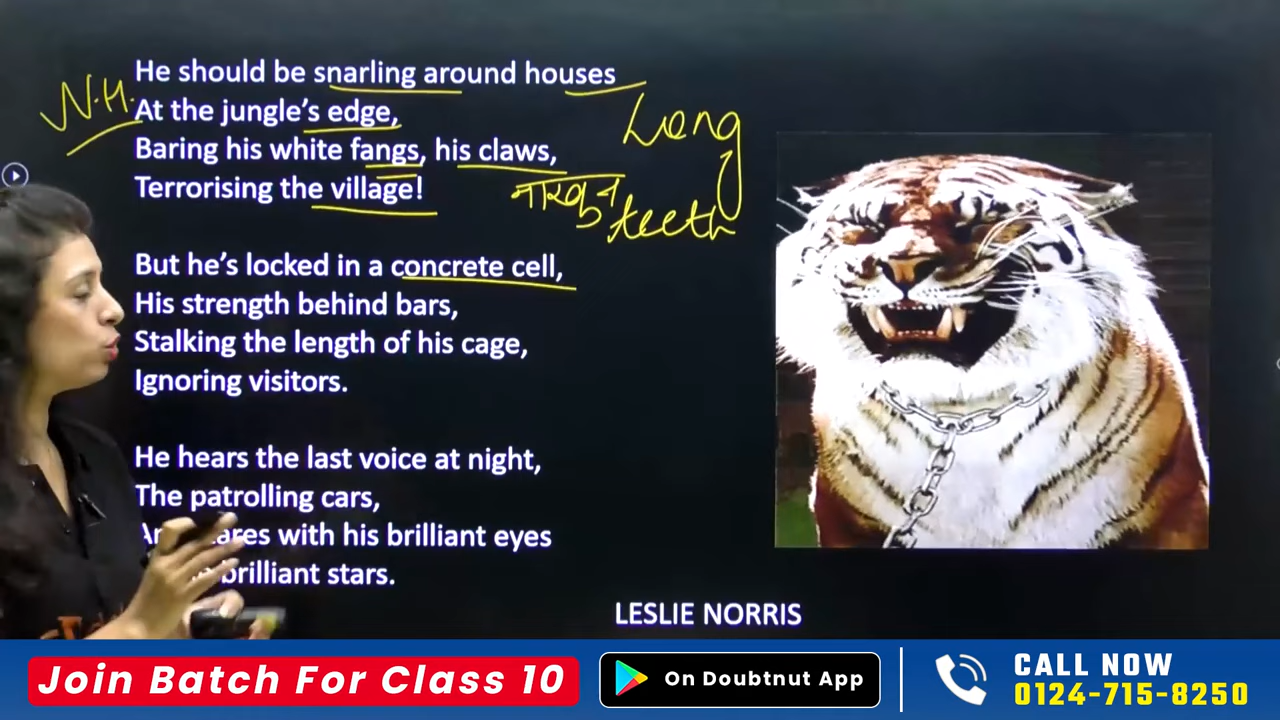 He should be snarling around houses
N.H. At the jungle's edge,
Long
Baring his white fangs, his claws,
Terrorising the village!
नाखून
teeth
But he's locked in a concrete cell,
His strength behind bars,
Stalking the length of his cage,
Ignoring visitors.
He hears the last voice at night,
The patrolling cars,
with his brilliant eyes
brilliant stars.
LESLIE NORRIS
Join Batch For Class 10
On Doubtnut App
CALL NOW
0124-715-8250